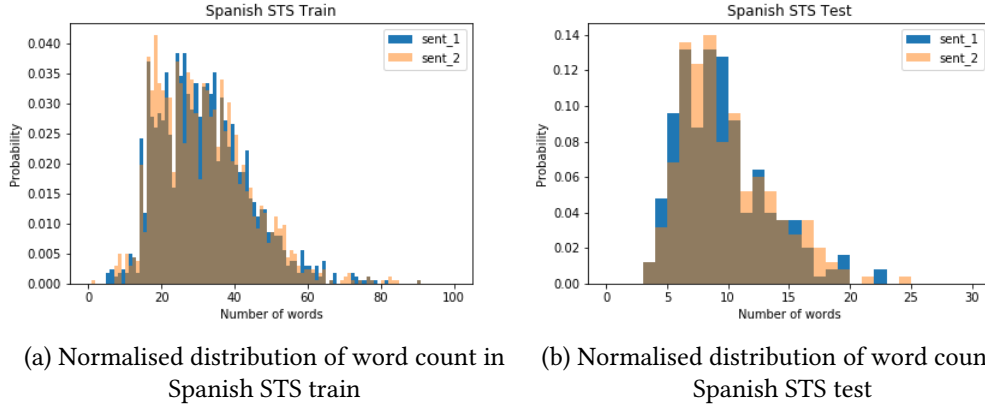 Spanish STS Train
0.040
0.035
0.030
0.025
0.020
0.015
0.010
0.005
0.000
Probability
0 20 40 60 80 100
Number of words
sent_1
sent_2
(a) Normalised distribution of word count in
Spanish STS train
Spanish STS Test
0.14
0.12
0.10
0.08
0.06
0.04
0.02
0.00
Probability
0 5 10 15 20 25 30
Number of words
sent_1
sent_2
(b) Normalised distribution of word coun
Spanish STS test